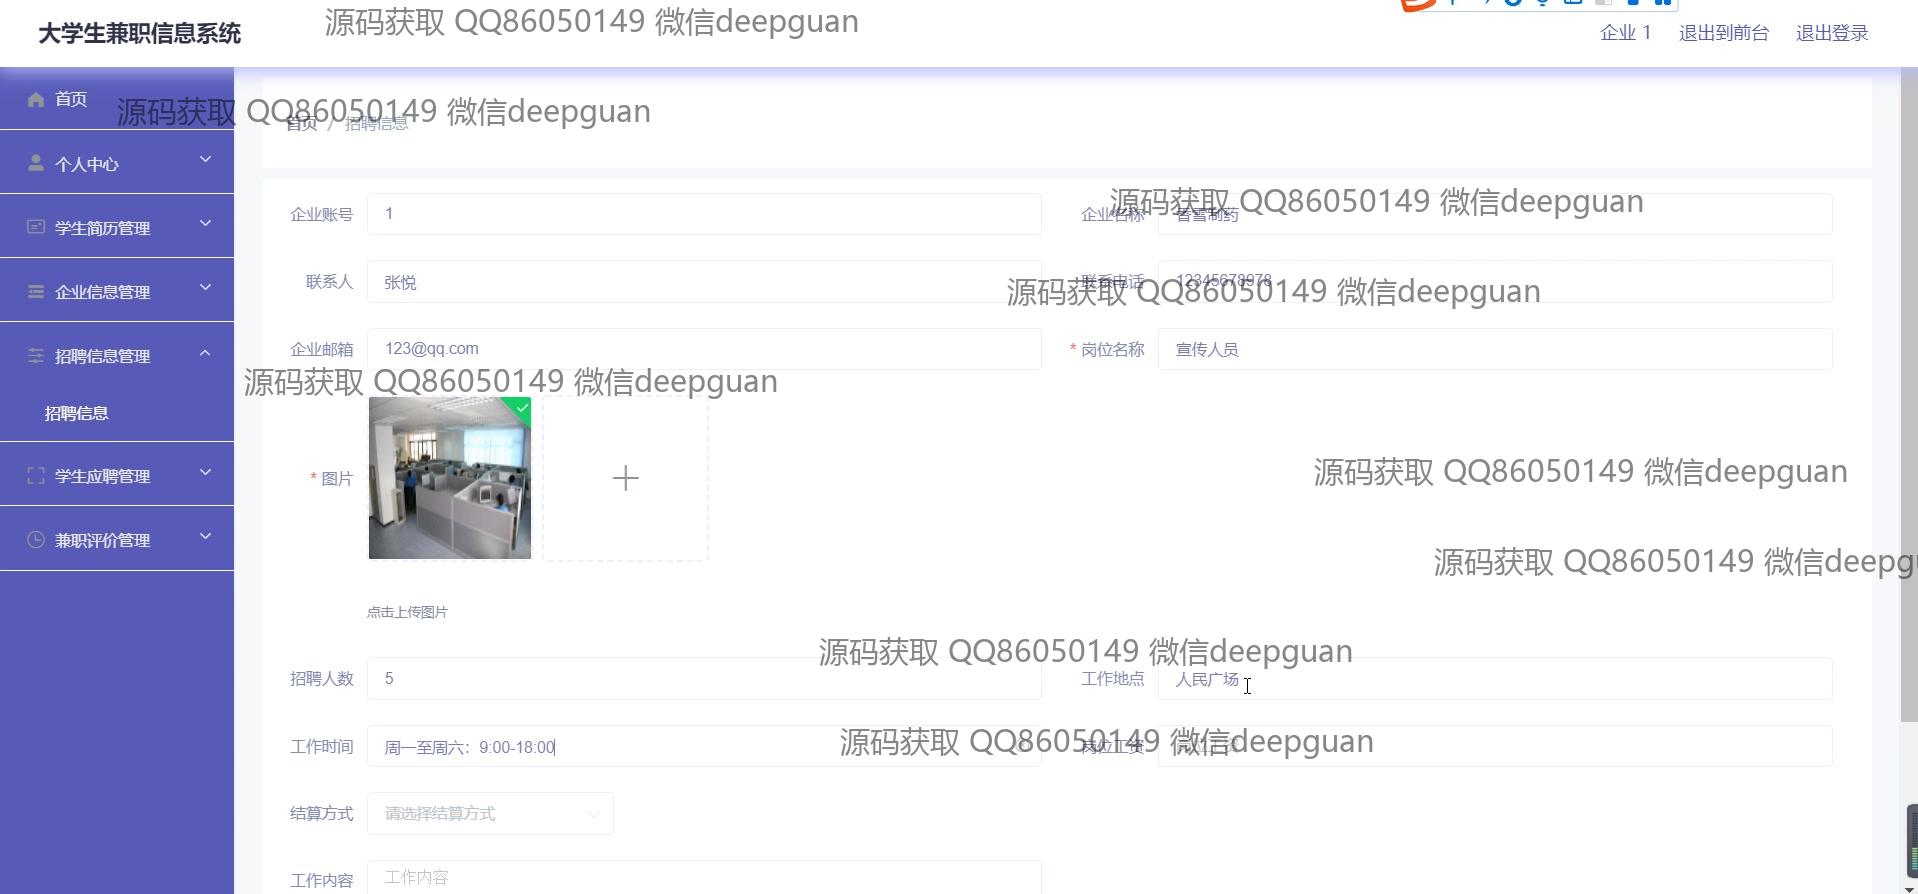 大学生兼职信息系统
源码获取 QQ86050149 微信deepguan
企业 1
退出到前台
退出登录
首页
源码获取 QQ86050149 微信deepguan
首页 / 招聘信息
个人中心
学生简历管理
企业信息管理
招聘信息管理
招聘信息
学生应聘管理
兼职评价管理
企业账号 1
企业名称 香雪制药
源码获取 QQ86050149 微信deepguan
联系人 张悦
联系电话 12345678978
源码获取 QQ86050149 微信deepguan
企业邮箱 123@qq.com
* 岗位名称 宣传人员
源码获取 QQ86050149 微信deepguan
* 图片
源码获取 QQ86050149 微信deepguan
源码获取 QQ86050149 微信deepgu
点击上传图片
源码获取 QQ86050149 微信deepguan
招聘人数 5
工作地点 人民广场
工作时间 周一至周六：9:00-18:00
岗位工资
源码获取 QQ86050149 微信deepguan
结算方式 请选择结算方式
工作内容 工作内容